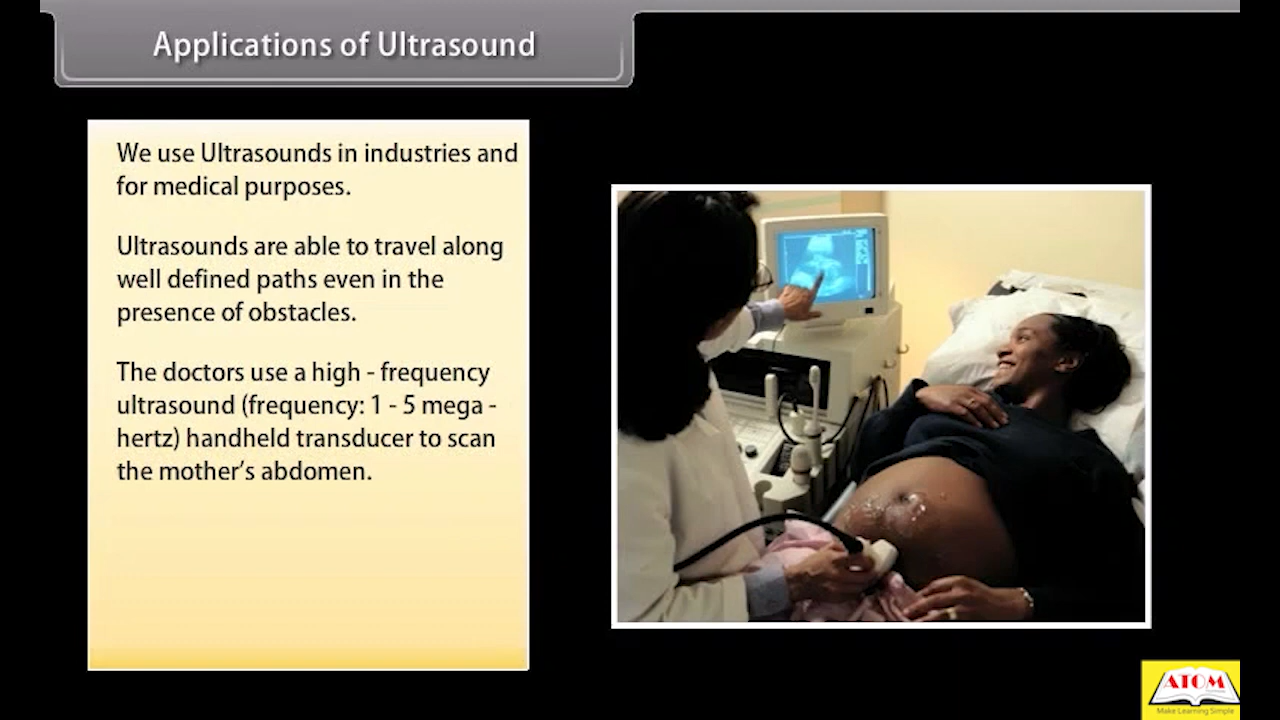 Applications of Ultrasound
We use Ultrasounds in industries and
for medical purposes.
Ultrasounds are able to travel along
well defined paths even in the
presence of obstacles.
The doctors use a high - frequency
ultrasound (frequency: 1 - 5 mega -
hertz) handheld transducer to scan
the mother's abdomen.
ATOM
Make Learning Simple